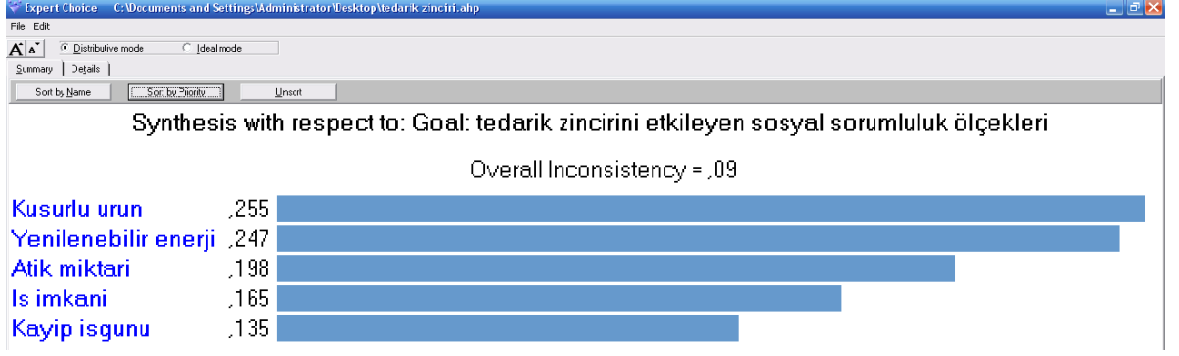 Expert Choice C:\Documents and Settings\Administrator\Desktop\tedarik zinciri.ahp
File Edit
A A Distributive mode Ideal mode
Summary Details
Sort by Name Sort by Priority Unsort
Synthesis with respect to: Goal: tedarik zincirini etkileyen sosyal sorumluluk ölçekleri
Overall Inconsistency = ,09
Kusurlu urun ,255
Yenilenebilir enerji ,247
Atik miktari ,198
Is imkani ,165
Kayip isgunu ,135